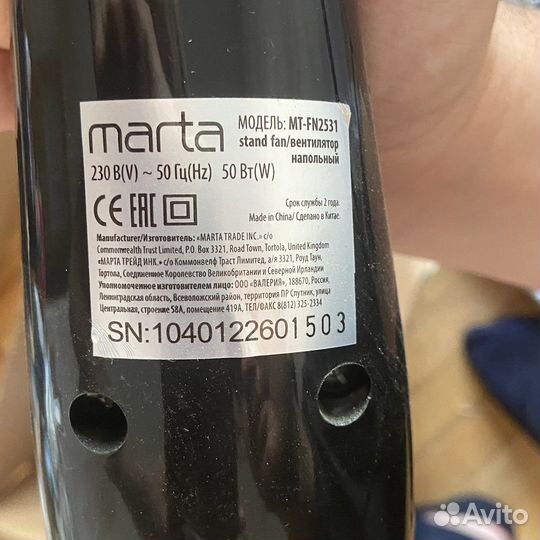 marta
МОДЕЛЬ: MT-FN2531
stand fan/вентилятор
напольный
230 В(V) ~ 50 Гц(Hz) 50 Вт(W)
CE EAC
Срок службы 2 года.
Made in China/ Сделано в Китае.
Manufacturer/Изготовитель: «MARTA TRADE INC.» c/o
Commonwealth Trust Limited, P.O. Box 3321, Road Town, Tortola, United Kingdom
«МАРТА ТРЕЙД ИНК.» с/о Коммонвелф Траст Лимитед, а/я 3321, Роуд Таун,
Тортола, Соединенное Королевство Великобритании и Северной Ирландии
Уполномоченное изготовителем лицо: ООО «ВАЛЕРИЯ», 188670, Россия,
Ленинградская область, Всеволожский район, территория ПР Спутник, улица
Центральная, строение 58А, помещение 419А, ТЕЛ/ФАКС 8(812) 325-2334
SN:1040122601503
Avito